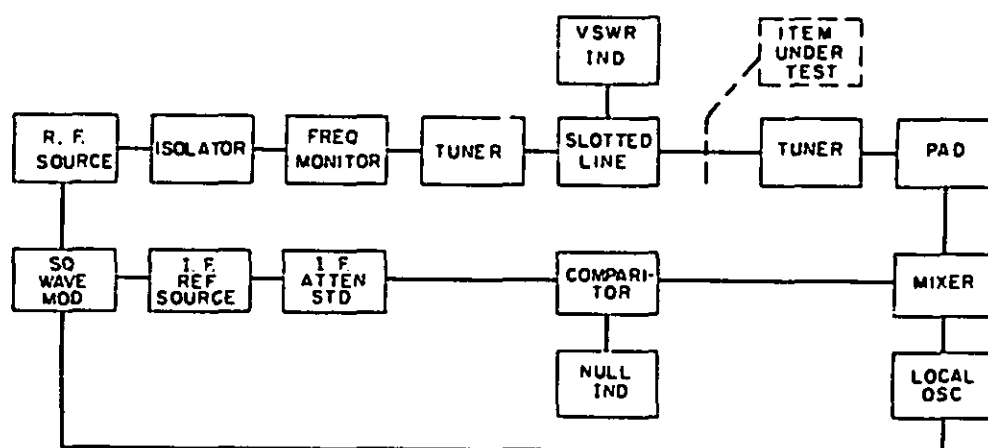 VSWR
IND
ITEM
UNDER
TEST
R. F.
SOURCE
ISOLATOR
FREQ
MONITOR
TUNER
SLOTTED
LINE
TUNER
PAD
SQ
WAVE
MOD
I. F.
REF
SOURCE
I. F.
ATTEN
STD
COMPARI-
TOR
MIXER
NULL
IND
LOCAL
OSC